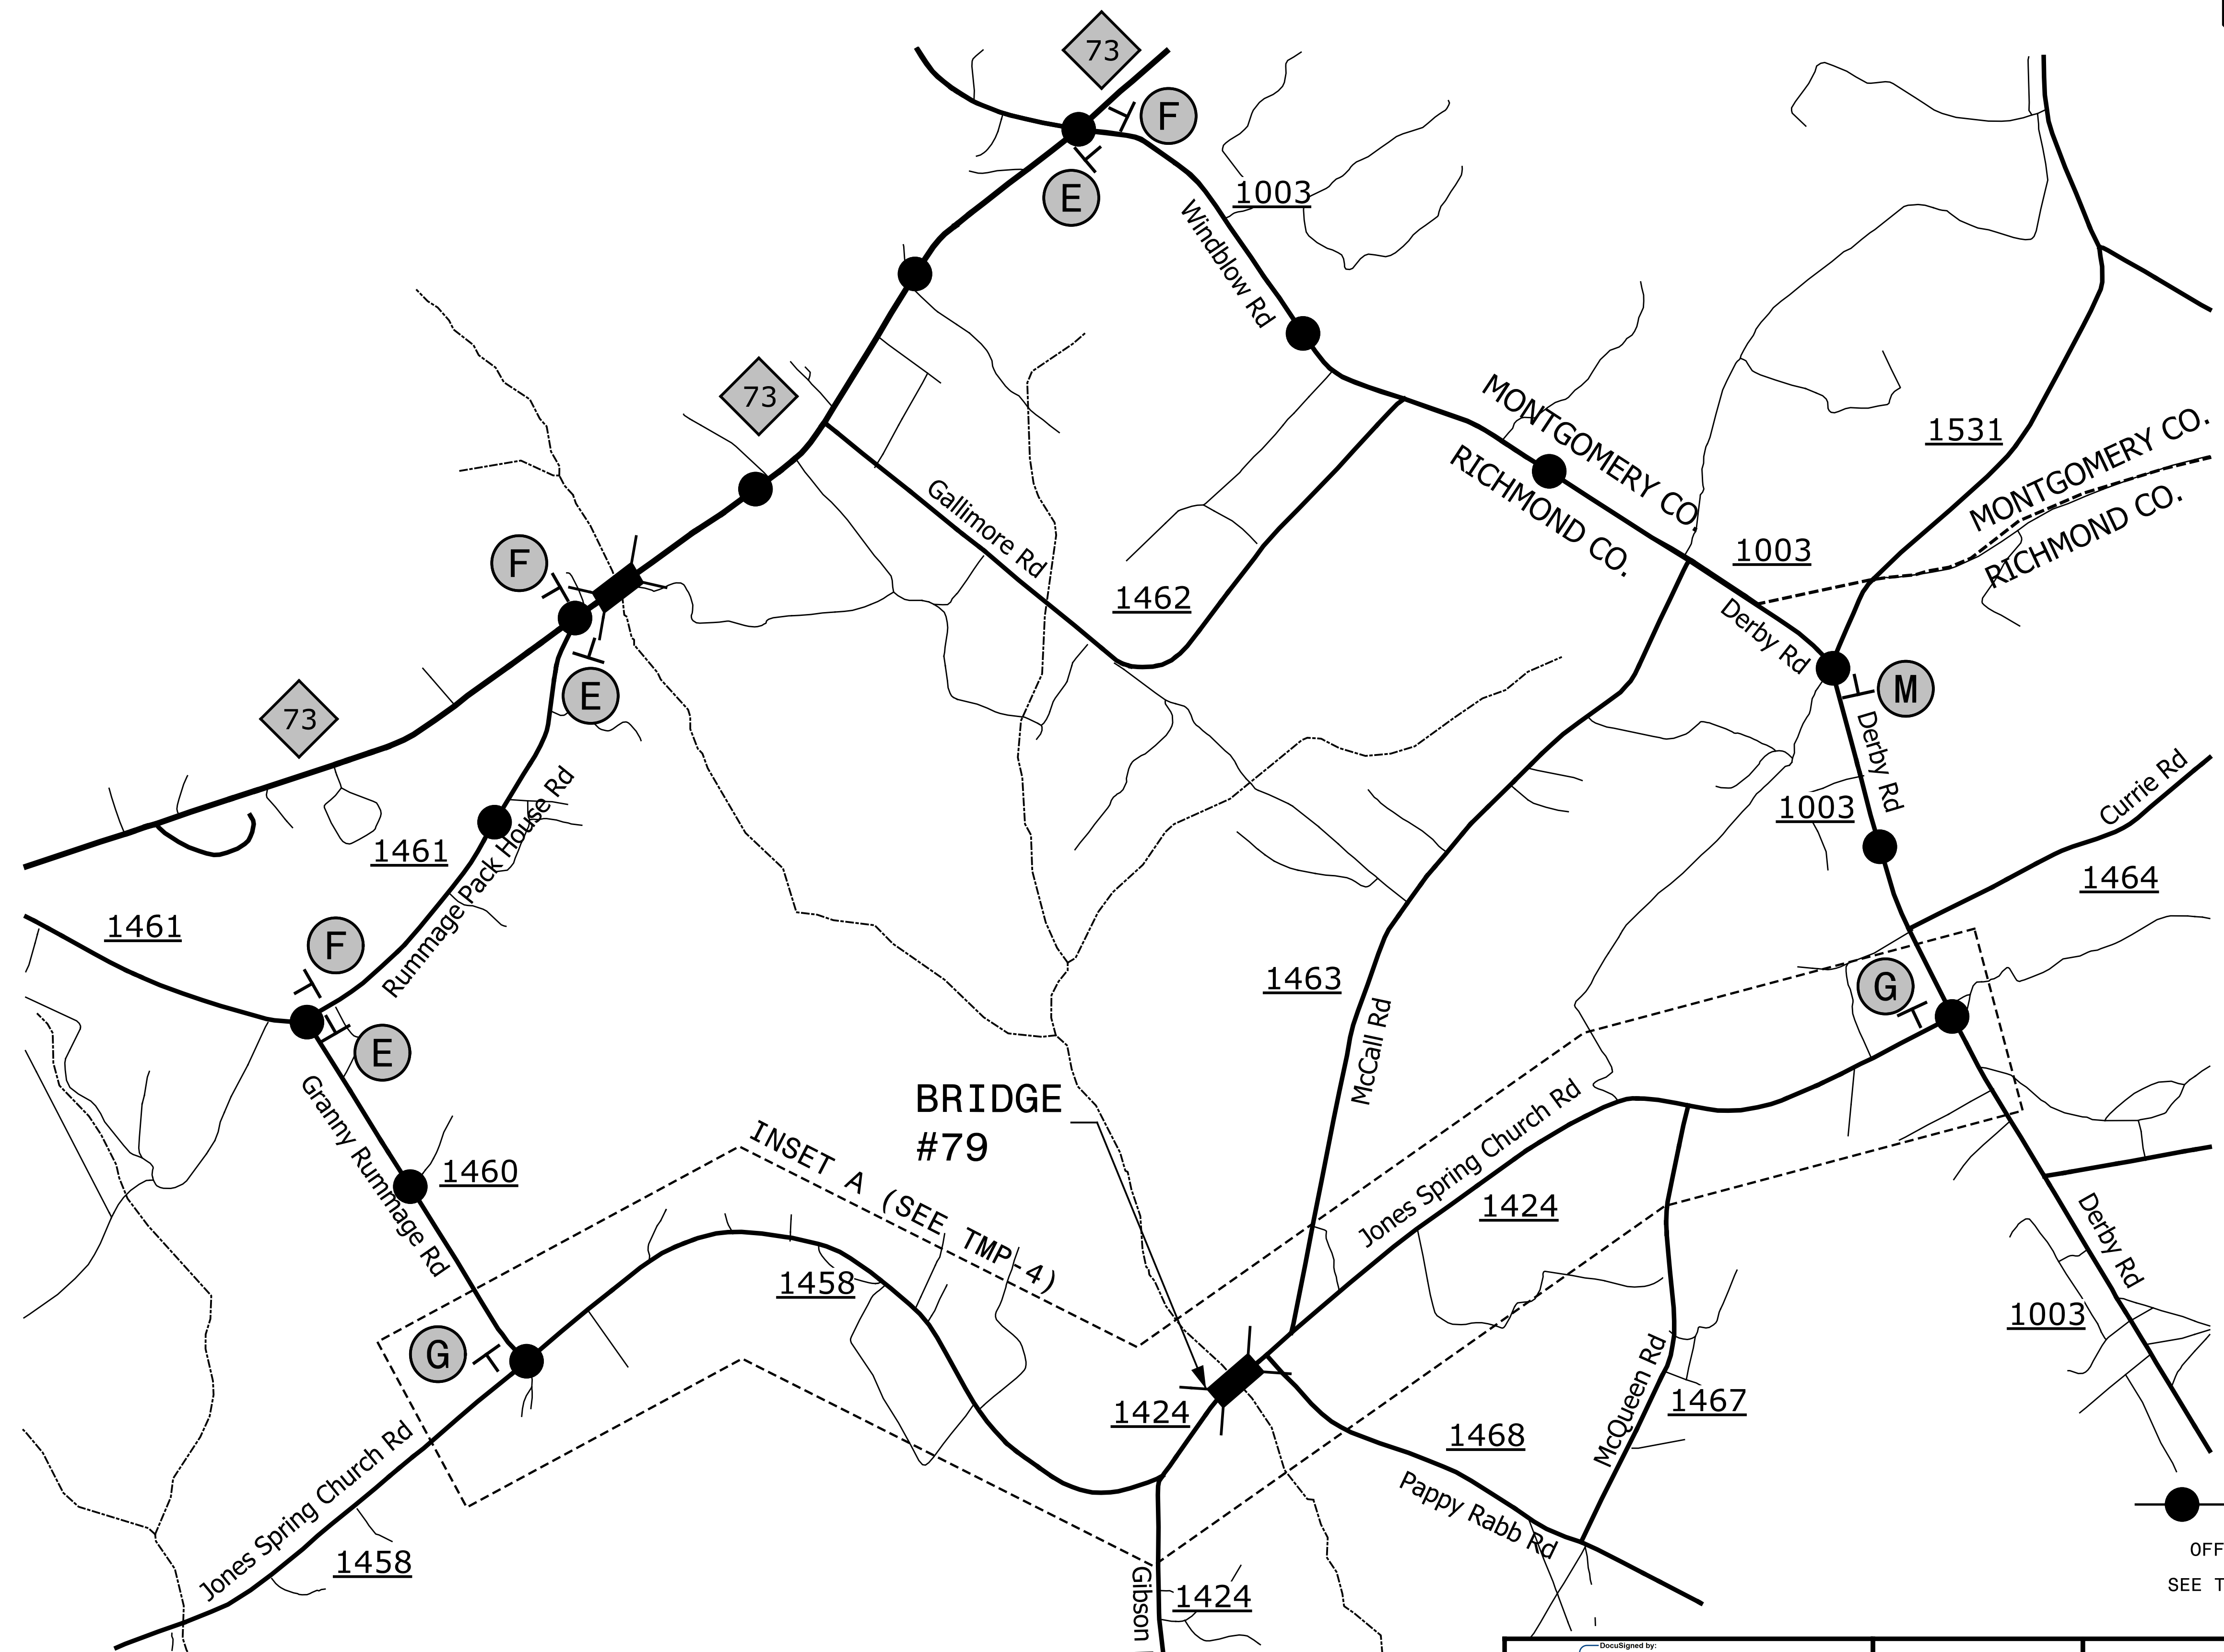 73
F
E
1003
Windblow Rd
73
MONTGOMERY CO.
RICHMOND CO.
1531
MONTGOMERY CO.
RICHMOND CO.
Gallimore Rd
1003
F
1462
Derby Rd
E
M
73
Derby Rd
1003
Currie Rd
1461
Rummage Pack House Rd
1464
1461
F
1463
G
McCall Rd
E
BRIDGE
#79
Granny Rummage Rd
1460
INSET A (SEE TMP-4)
Jones Spring Church Rd
1424
Derby Rd
1458
1003
G
1424
McQueen Rd
1467
1468
Jones Spring Church Rd
Pappy Rabb Rd
1458
Gibson
1424
OFF
SEE T
DocuSigned by: